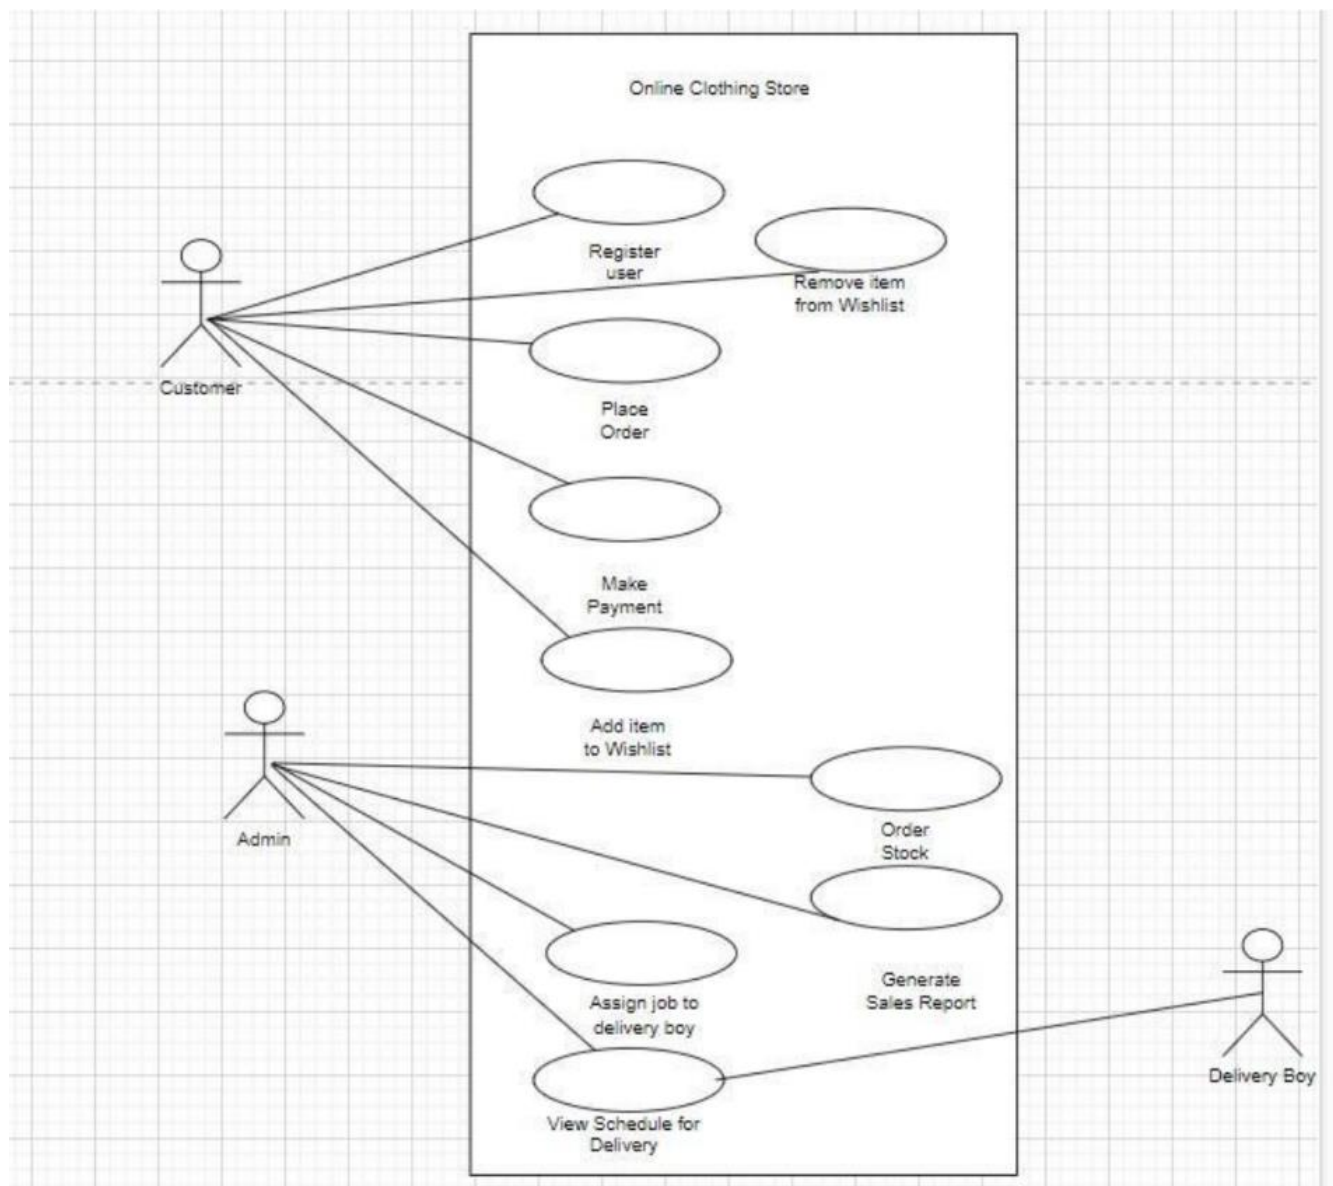 Online Clothing Store
Register
user
Remove item
from Wishlist
Customer
Place
Order
Make
Payment
Add item
to Wishlist
Admin
Order
Stock
Generate
Sales Report
Assign job to
delivery boy
Delivery Boy
View Schedule for
Delivery